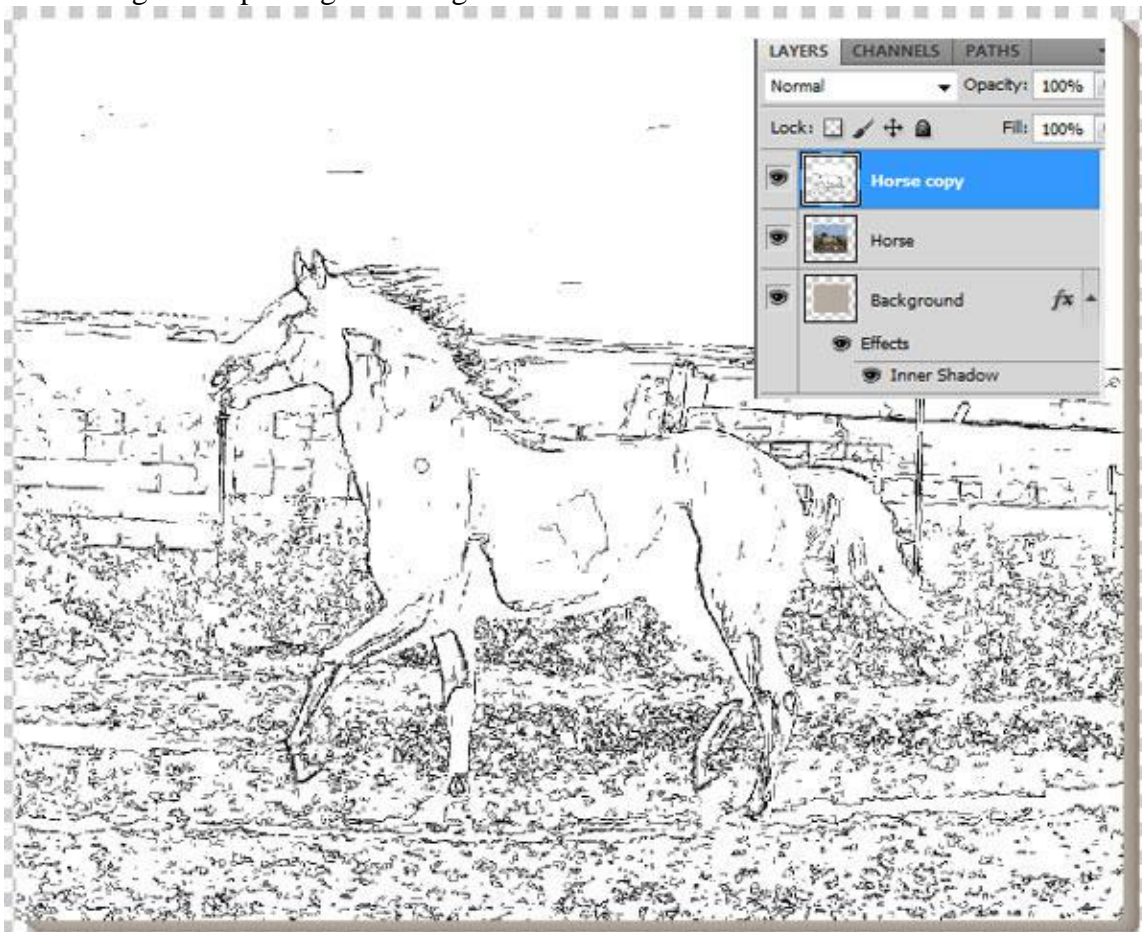 LAYERS CHANNELS PATHS
Normal Opacity: 100%
Lock: Fill: 100%
Horse copy
Horse
Background fx
Effects
Inner Shadow